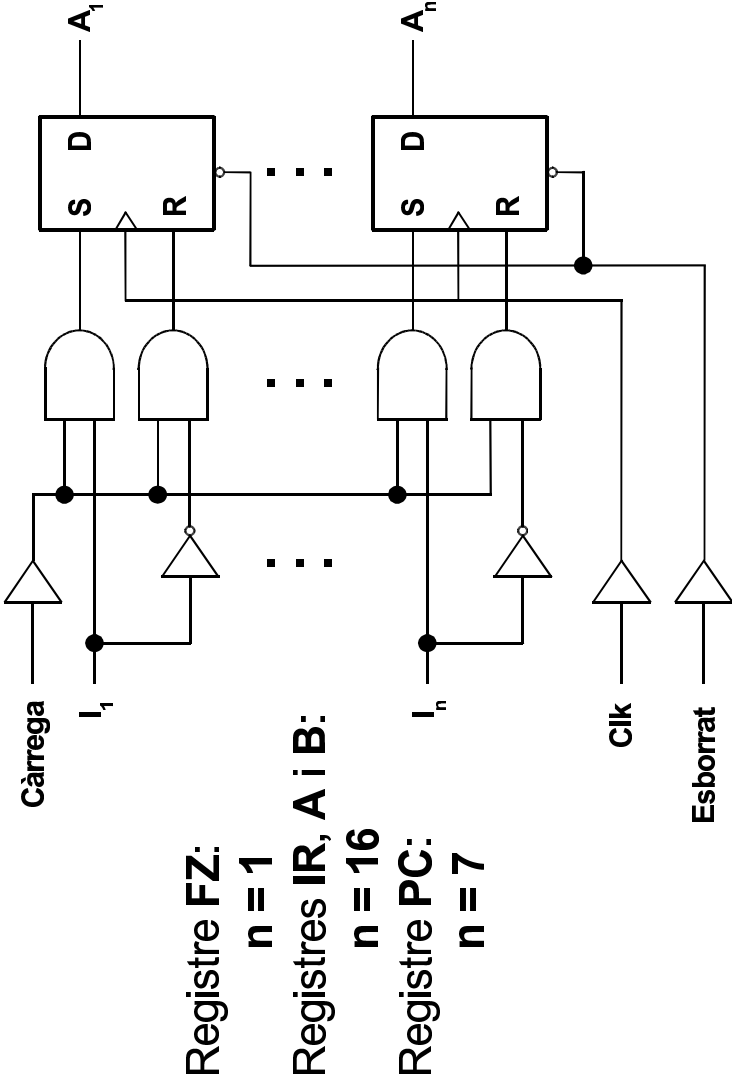 Registre FZ:
n = 1
Registres IR, A i B:
n = 16
Registre PC:
n = 7
Càrrega
I1
In
Clk
Esborrat
S
D
R
A1
S
D
R
An